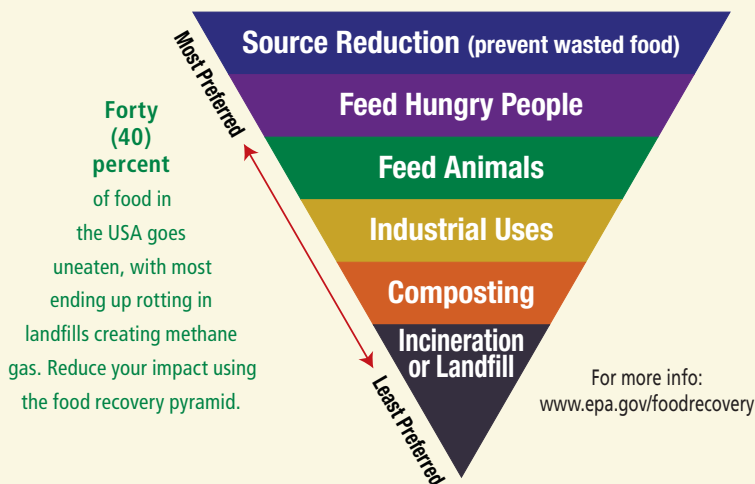 Source Reduction (prevent wasted food)
Feed Hungry People
Feed Animals
Industrial Uses
Composting
Incineration
or Landfill
Most Preferred
Least Preferred
Forty
(40)
percent
of food in
the USA goes
uneaten, with most
ending up rotting in
landfills creating methane
gas. Reduce your impact using
the food recovery pyramid.
For more info:
www.epa.gov/foodrecovery